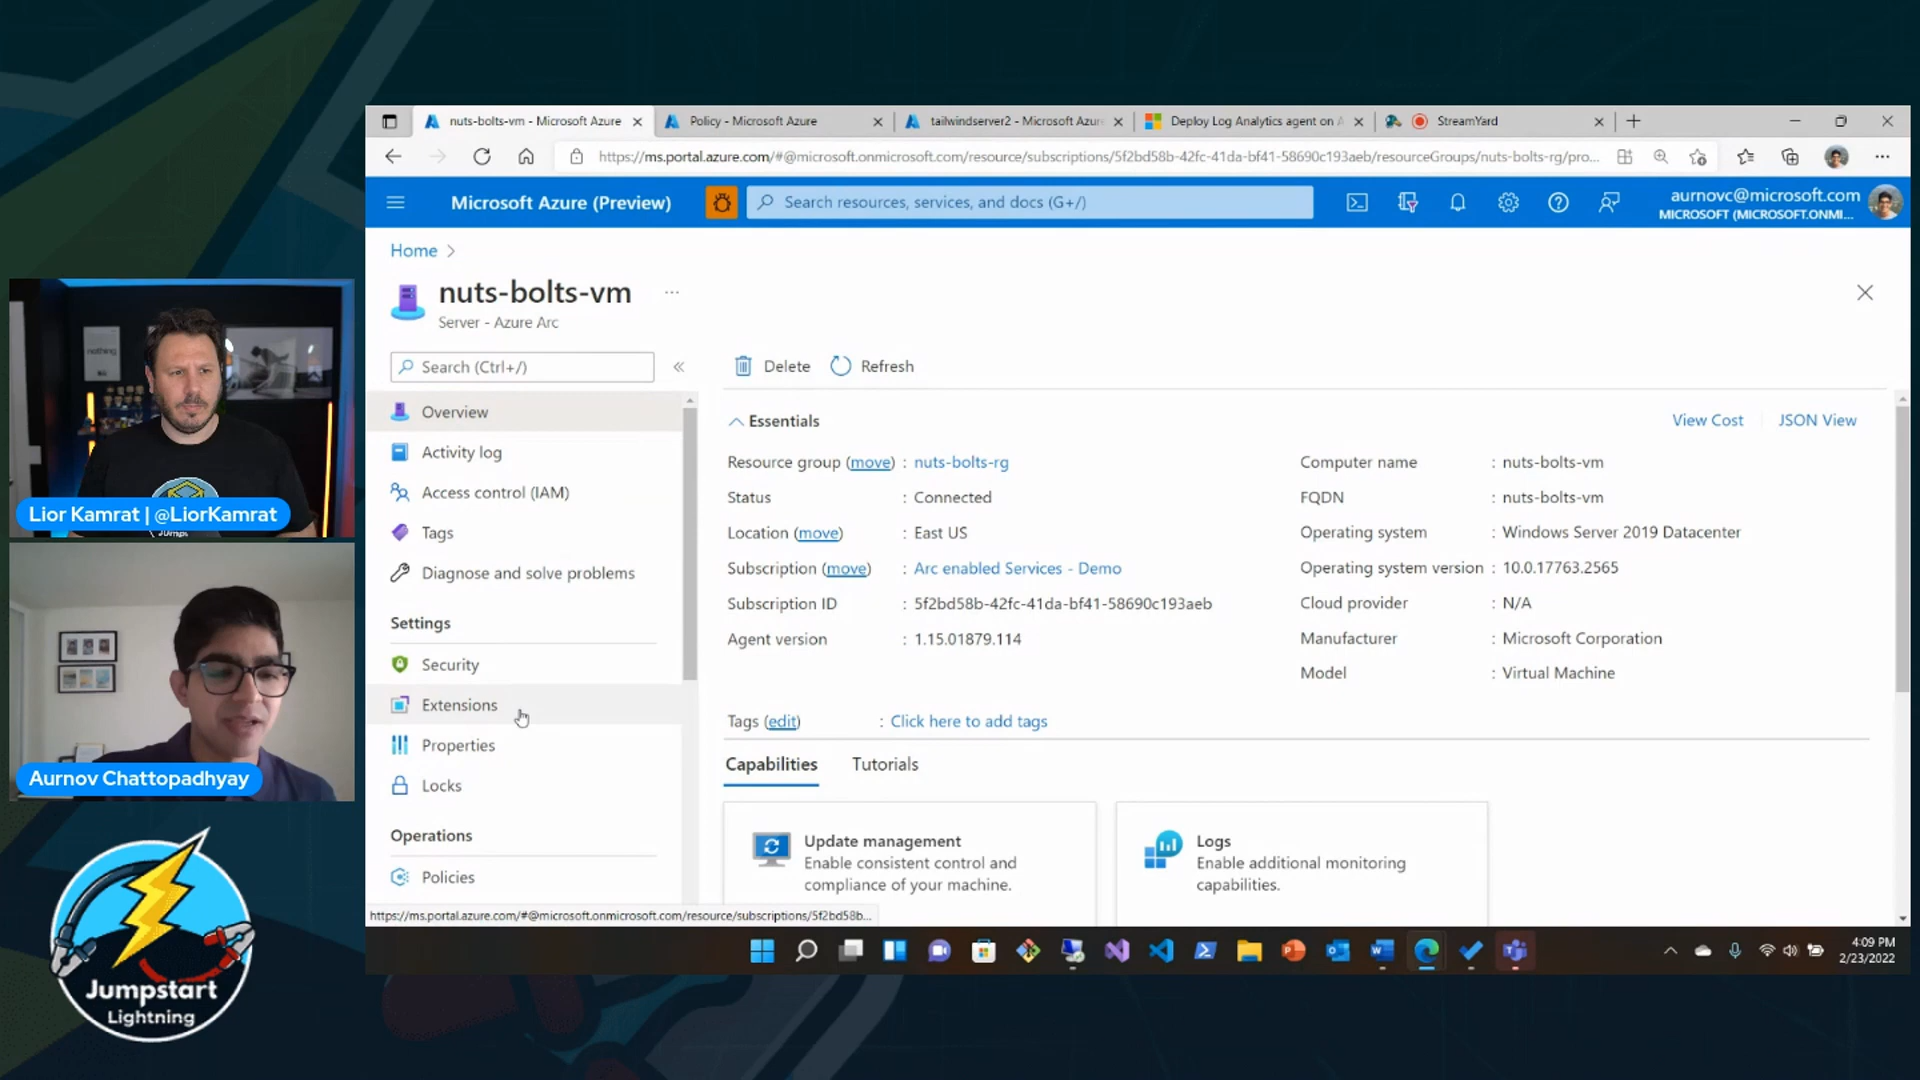 nuts-bolts-vm - Microsoft Azure
Policy - Microsoft Azure
tailwindserver2 - Microsoft Azure
Deploy Log Analytics agent on A
StreamYard
https://ms.portal.azure.com/#@microsoft.onmicrosoft.com/resource/subscriptions/5f2bd58b-42fc-41da-bf41-58690c193aeb/resourceGroups/nuts-bolts-rg/pro...
Microsoft Azure (Preview)
Search resources, services, and docs (G+/)
aurnovc@microsoft.com
MICROSOFT (MICROSOFT.ONMI...
Home
nuts-bolts-vm
Server - Azure Arc
Search (Ctrl+/)
Delete
Refresh
Overview
Activity log
Access control (IAM)
Tags
Diagnose and solve problems
Settings
Security
Extensions
Properties
Locks
Operations
Policies
Essentials
View Cost
JSON View
Resource group (move) : nuts-bolts-rg
Status : Connected
Location (move) : East US
Subscription (move) : Arc enabled Services - Demo
Subscription ID : 5f2bd58b-42fc-41da-bf41-58690c193aeb
Agent version : 1.15.01879.114
Computer name : nuts-bolts-vm
FQDN : nuts-bolts-vm
Operating system : Windows Server 2019 Datacenter
Operating system version : 10.0.17763.2565
Cloud provider : N/A
Manufacturer : Microsoft Corporation
Model : Virtual Machine
Tags (edit) : Click here to add tags
Capabilities
Tutorials
Update management
Enable consistent control and
compliance of your machine.
Logs
Enable additional monitoring
capabilities.
https://ms.portal.azure.com/#@microsoft.onmicrosoft.com/resource/subscriptions/5f2bd58b...
4:09 PM
2/23/2022
nothing
Lior Kamrat | @LiorKamrat
Aurnov Chattopadhyay
Jumpstart
Lightning